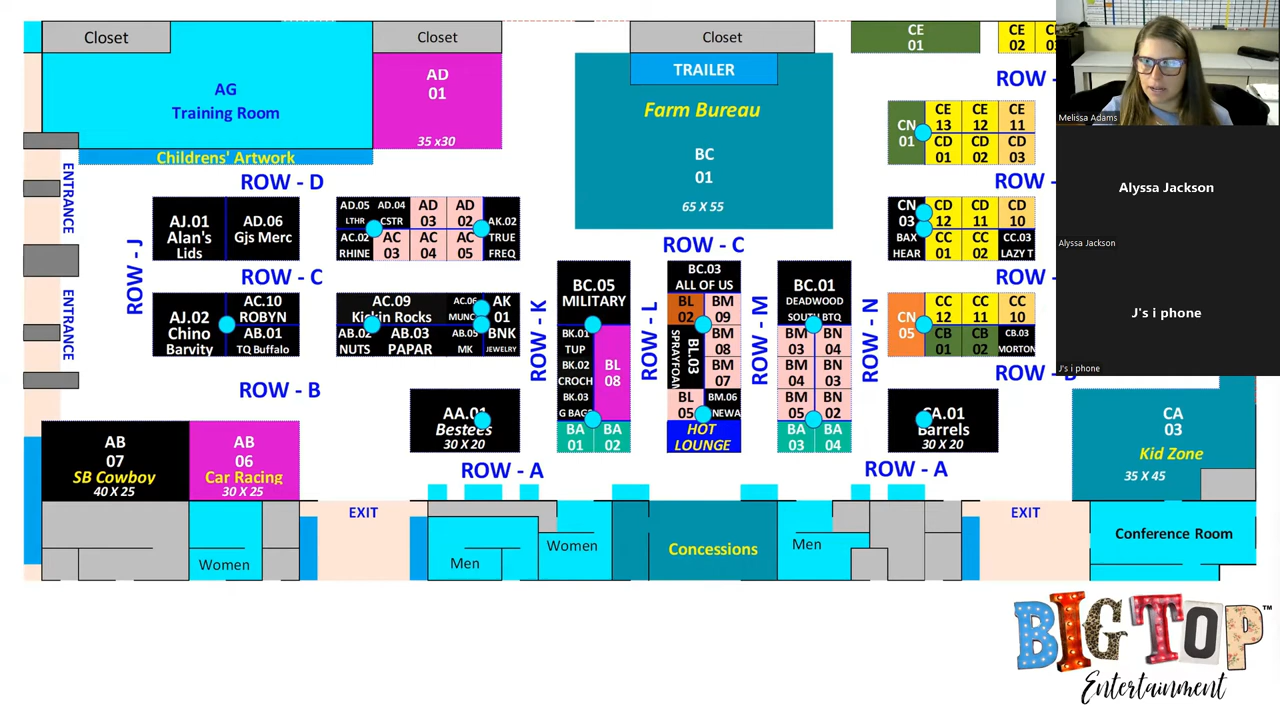 Closet
Closet
Closet
CE
01
CE
02
TRAILER
AG
Training Room
Childrens' Artwork
AD
01
35 x30
Farm Bureau
BC
01
65 X 55
ROW -
CN
01
CE
13
CE
12
CE
11
CD
01
CD
02
CD
03
Melissa Adams
Alyssa Jackson
Alyssa Jackson
J's i phone
J's i phone
ENTRANCE
ENTRANCE
ROW - D
ROW -
ROW - J
AJ.01
Alan's
Lids
AD.06
Gjs Merc
AD.05
LTHR
AD.04
CSTR
AD
03
AD
02
AC.02
RHINE
AC
03
AC
04
AC
05
AK.02
TRUE
FREQ
CN
03
BAX
HEAR
CD
12
CD
11
CD
10
CC
01
CC
02
CC.03
LAZY T
ROW - C
ROW - C
ROW -
AJ.02
Chino
Barvity
AC.10
ROBYN
AB.01
TQ Buffalo
AC.09
Kickin Rocks
AC.06
MUNC
AK
01
AB.02
NUTS
AB.03
PAPAR
AB.05
MK
BNK
JEWELRY
ROW - K
BC.05
MILITARY
BK.01
TUP
BK.02
CROCH
BK.03
G BAGS
BL
08
BA
01
BA
02
ROW - L
BC.03
ALL OF US
BL
02
BM
09
BL.03
SPRAYFOAM
BM
08
BM
07
BL
05
BM.06
NEWA
HOT
LOUNGE
ROW - M
BC.01
DEADWOOD
SOUTH BTQ
BM
03
BN
04
BM
04
BN
03
BM
05
BN
02
BA
03
BA
04
ROW - N
CN
05
CC
12
CC
11
CC
10
CB
01
CB
02
CB.03
MORTON
ROW - B
ROW -
AA.01
Bestees
30 X 20
CA.01
Barrels
30 X 20
CA
03
Kid Zone
35 X 45
AB
07
SB Cowboy
40 X 25
AB
06
Car Racing
30 X 25
ROW - A
ROW - A
EXIT
EXIT
Women
Men
Women
Concessions
Men
Conference Room
BIG TOP™
Entertainment